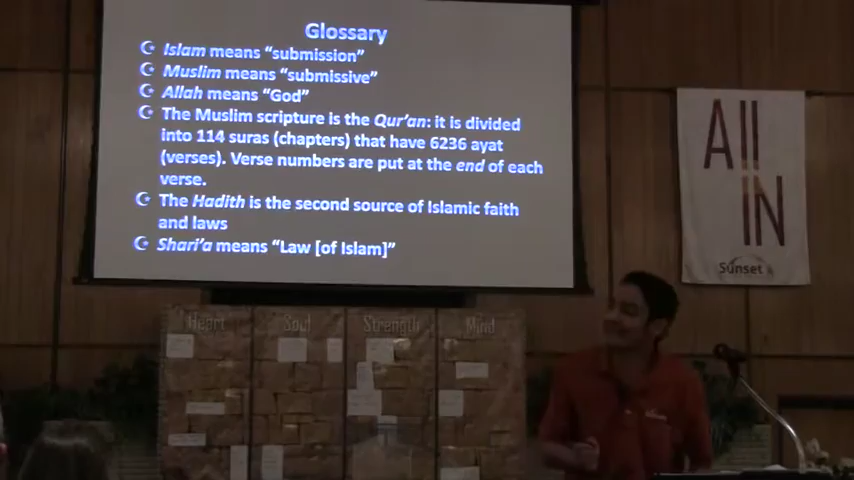 Glossary
Islam means “submission”
Muslim means “submissive”
Allah means “God”
The Muslim scripture is the Qur’an: it is divided
into 114 suras (chapters) that have 6236 ayat
(verses). Verse numbers are put at the end of each
verse.
The Hadith is the second source of Islamic faith
and laws
Shari’a means “Law [of Islam]”
All
IN
Sunset
Heart
Soul
Strength
Mind